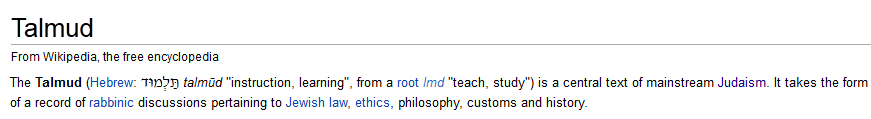 Talmud
From Wikipedia, the free encyclopedia
The Talmud (Hebrew: תַּלְמוּד talmūd "instruction, learning", from a root lmd "teach, study") is a central text of mainstream Judaism. It takes the form
of a record of rabbinic discussions pertaining to Jewish law, ethics, philosophy, customs and history.